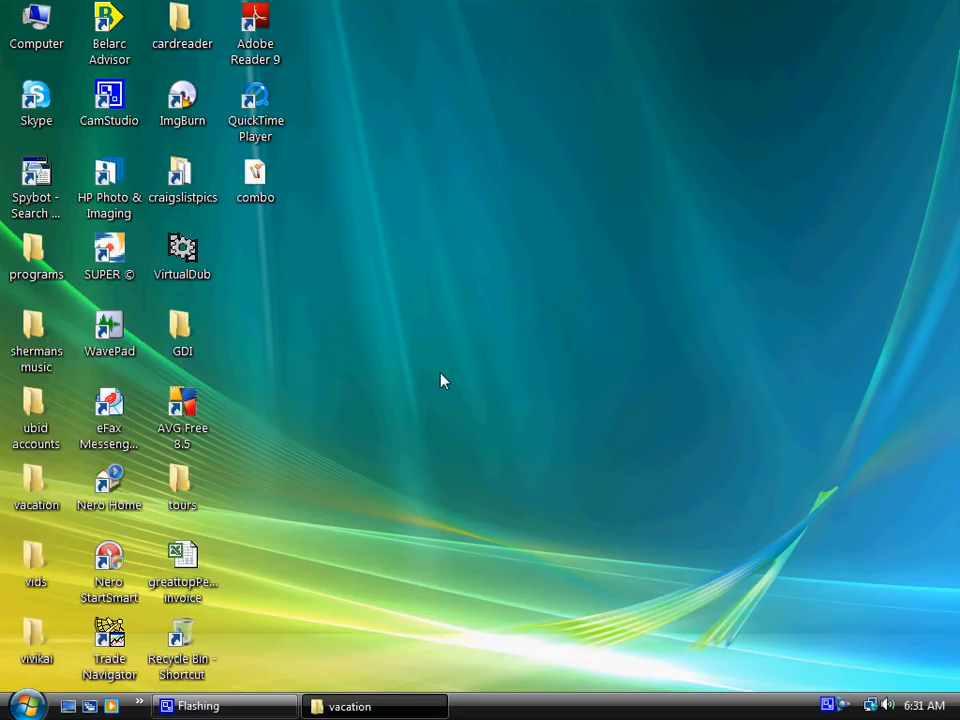 Computer
Belarc
Advisor
cardreader
Adobe
Reader 9
Skype
CamStudio
ImgBurn
QuickTime
Player
Spybot -
Search ...
HP Photo &
Imaging
craigslistpics
combo
programs
SUPER ©
VirtualDub
shermans
music
WavePad
GDI
ubid
accounts
eFax
Messeng...
AVG Free
8.5
vacation
Nero Home
tours
vids
Nero
StartSmart
greattopPe...
invoice
vivikai
Trade
Navigator
Recycle Bin -
Shortcut
Flashing
vacation
6:31 AM